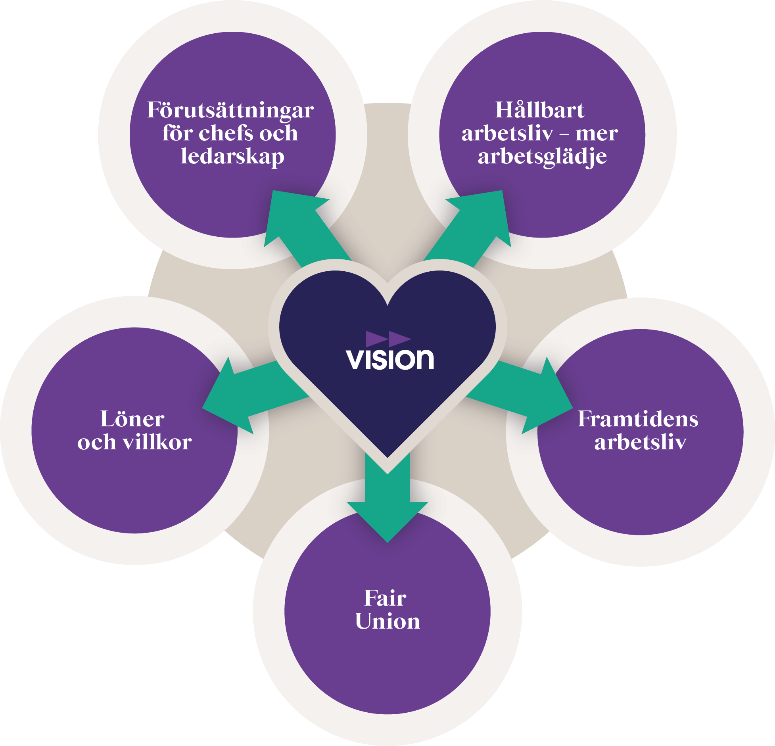 Förutsättningar
för chefs och
ledarskap
Hållbart
arbetsliv – mer
arbetsglädje
vision
Löner
och villkor
Framtidens
arbetsliv
Fair
Union